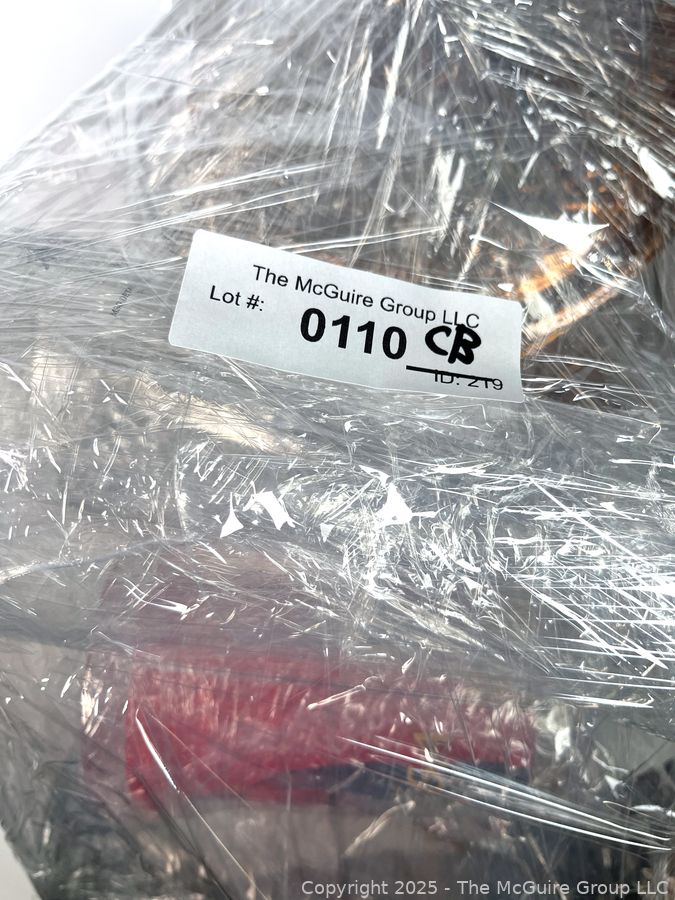 The McGuire Group LLC
Lot #:
0110 CB
ID: 219
Copyright 2025 - The McGuire Group LLC